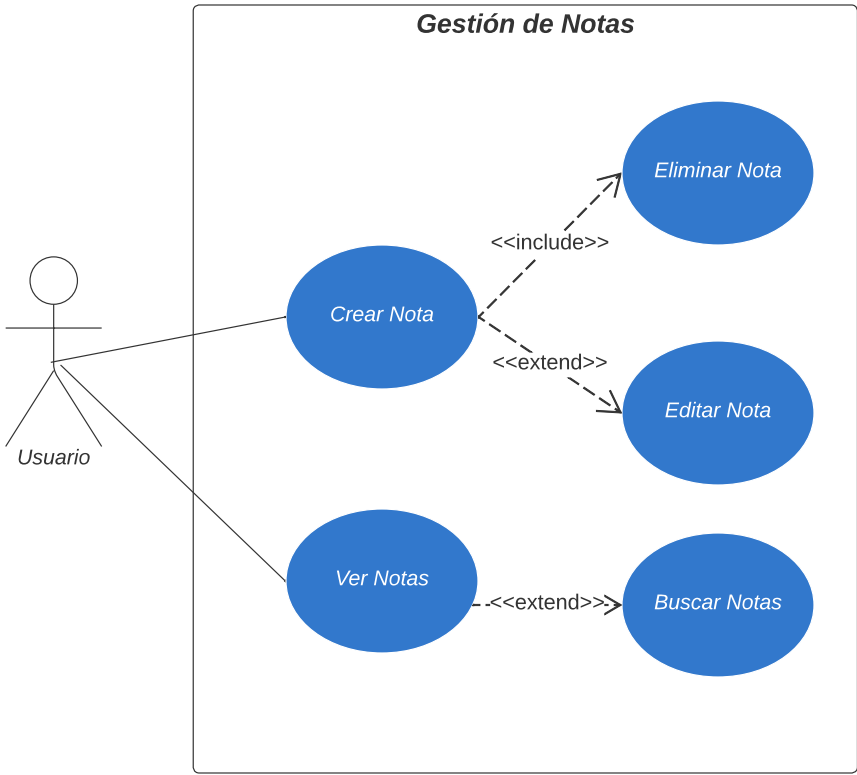 Gestión de Notas
Eliminar Nota
<<include>>
Crear Nota
<<extend>>
Editar Nota
Usuario
Ver Notas
<<extend>>
Buscar Notas